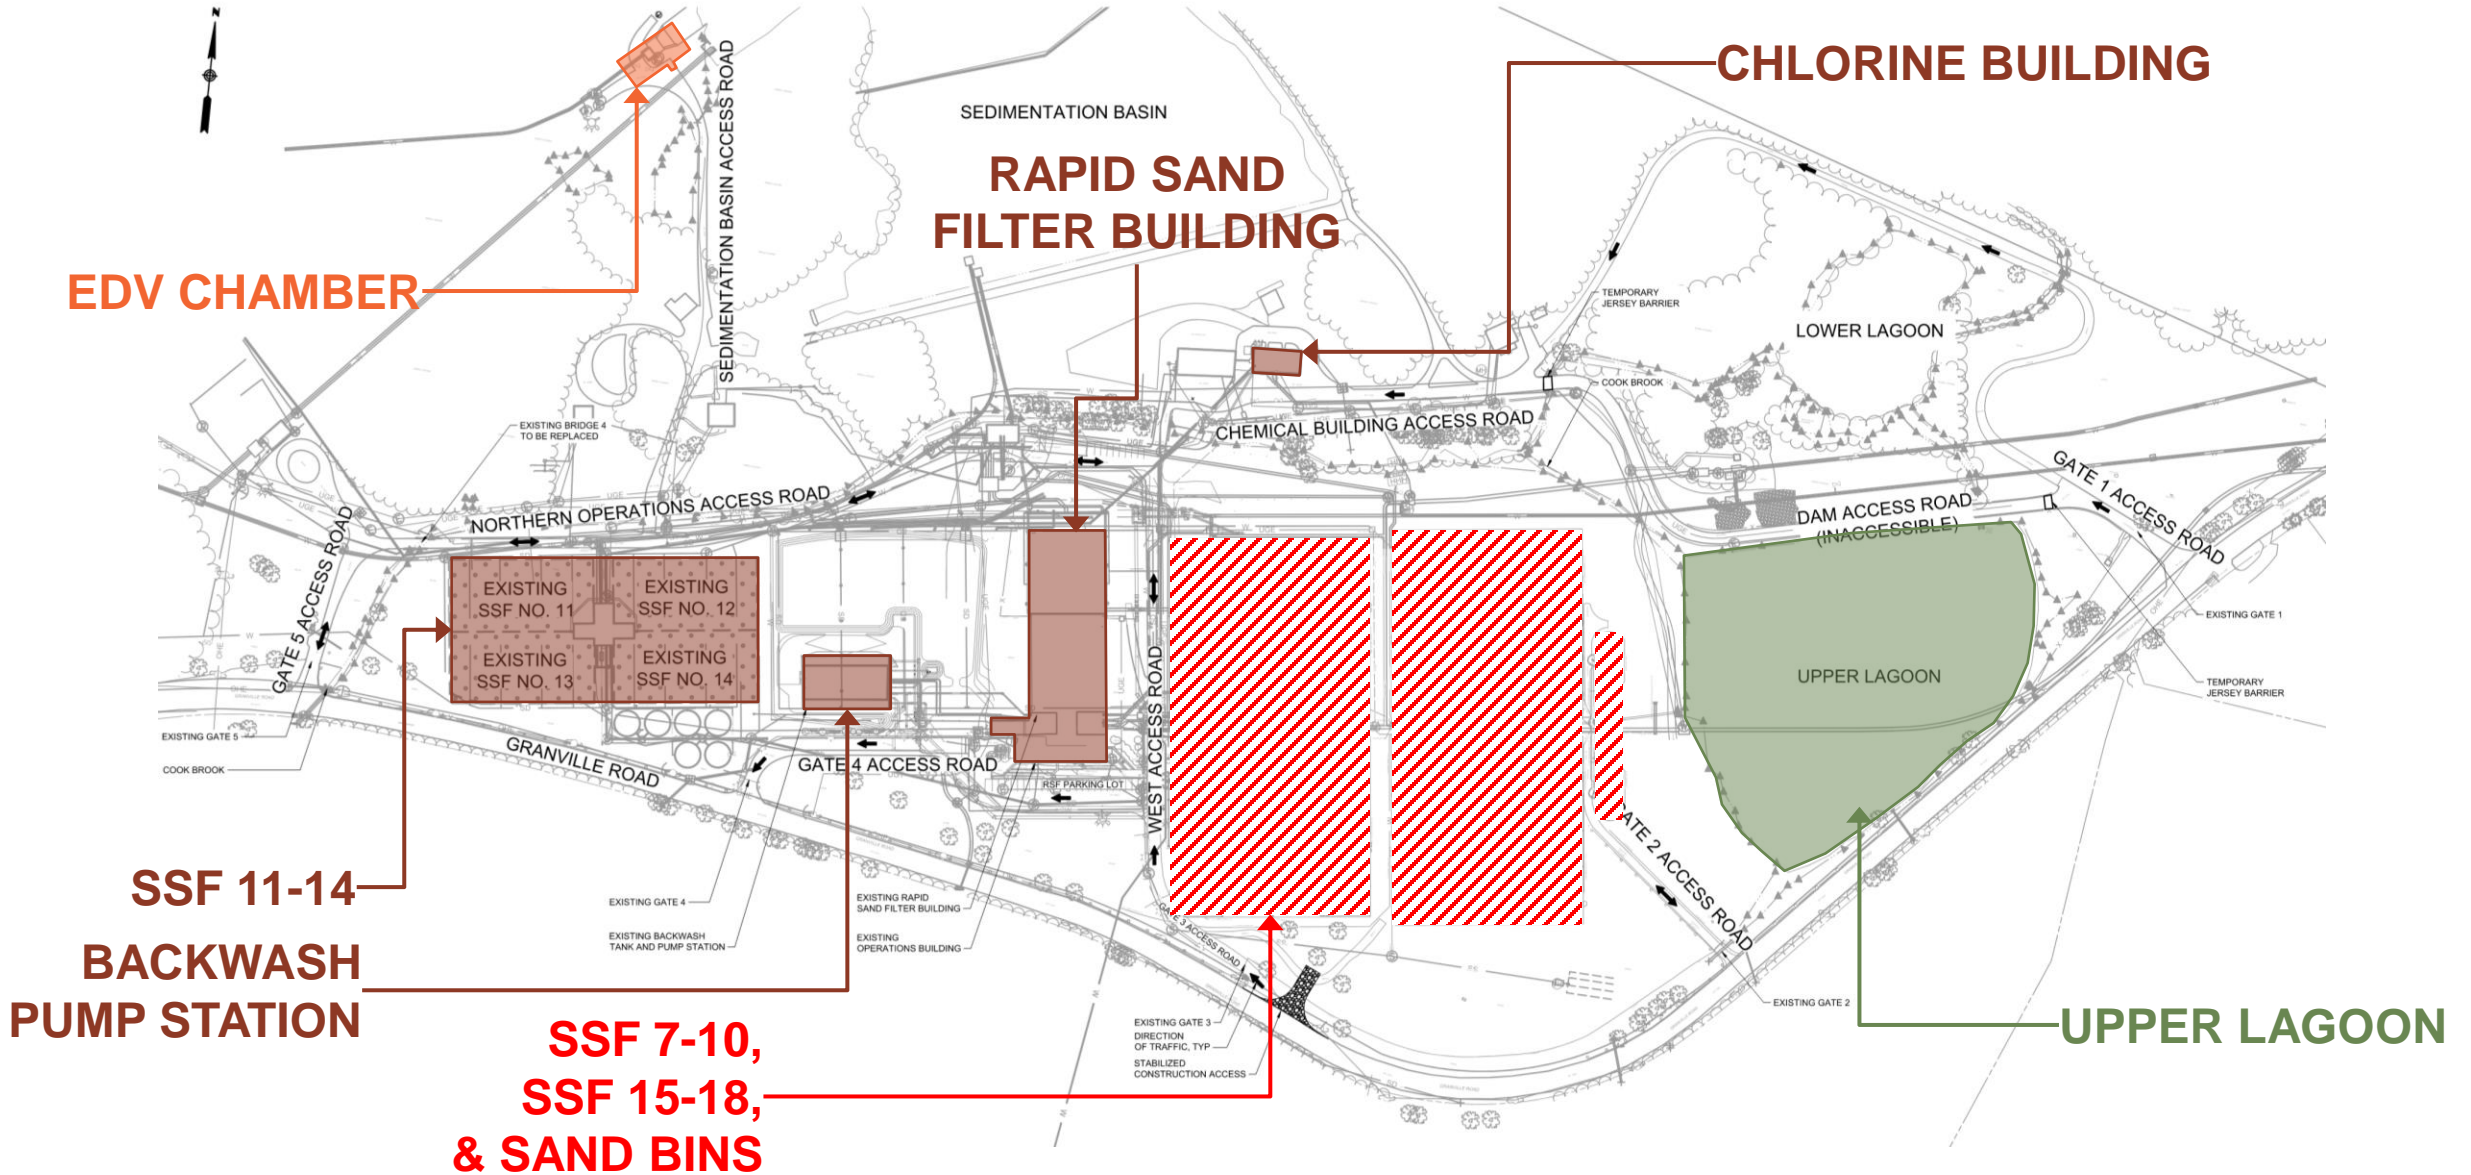 N
CHLORINE BUILDING
SEDIMENTATION BASIN
RAPID SAND
FILTER BUILDING
SEDIMENTATION BASIN ACCESS ROAD
EDV CHAMBER
TEMPORARY
JERSEY BARRIER
LOWER LAGOON
COOK BROOK
EXISTING BRIDGE 4
TO BE REPLACED
CHEMICAL BUILDING ACCESS ROAD
GATE 1 ACCESS ROAD
NORTHERN OPERATIONS ACCESS ROAD
DAM ACCESS ROAD
(INACCESSIBLE)
GATE 5 ACCESS ROAD
EXISTING
SSF NO. 11
EXISTING
SSF NO. 12
EXISTING
SSF NO. 13
EXISTING
SSF NO. 14
EXISTING GATE 1
UPPER LAGOON
TEMPORARY
JERSEY BARRIER
WEST ACCESS ROAD
EXISTING GATE 5
COOK BROOK
GRANVILLE ROAD
GATE 4 ACCESS ROAD
RSF PARKING LOT
GATE 2 ACCESS ROAD
SSF 11-14
EXISTING GATE 4
EXISTING RAPID
SAND FILTER BUILDING
EXISTING BACKWASH
TANK AND PUMP STATION
EXISTING
OPERATIONS BUILDING
GATE 3 ACCESS ROAD
BACKWASH
PUMP STATION
EXISTING GATE 2
EXISTING GATE 3
DIRECTION
OF TRAFFIC, TYP
STABILIZED
CONSTRUCTION ACCESS
UPPER LAGOON
SSF 7-10,
SSF 15-18,
& SAND BINS